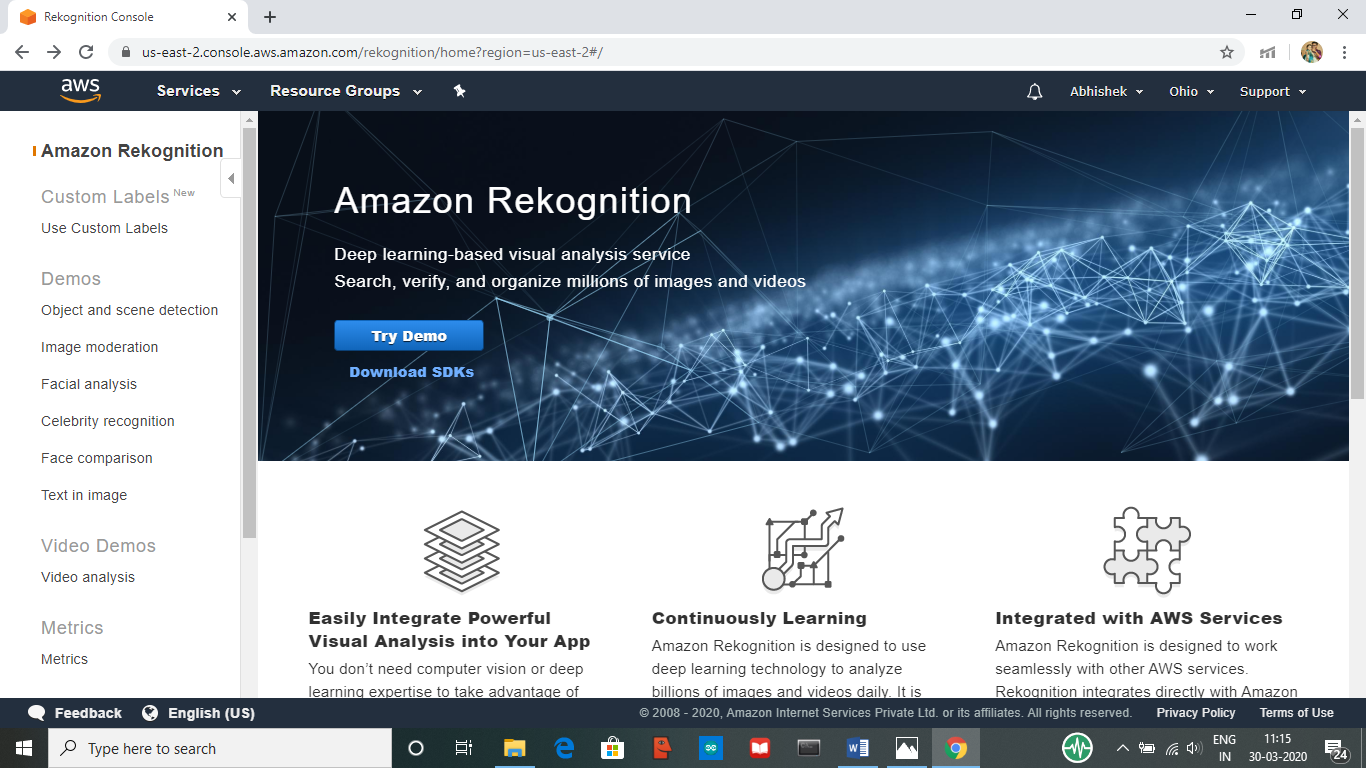 Rekognition Console
us-east-2.console.aws.amazon.com/rekognition/home?region=us-east-2#/
aws
Services
Resource Groups
Abhishek
Ohio
Support
Amazon Rekognition
Custom Labels New
Use Custom Labels
Demos
Object and scene detection
Image moderation
Facial analysis
Celebrity recognition
Face comparison
Text in image
Video Demos
Video analysis
Metrics
Metrics
Amazon Rekognition
Deep learning-based visual analysis service
Search, verify, and organize millions of images and videos
Try Demo
Download SDKs
Easily Integrate Powerful
Visual Analysis into Your App
You don’t need computer vision or deep
learning expertise to take advantage of
Continuously Learning
Amazon Rekognition is designed to use
deep learning technology to analyze
billions of images and videos daily. It is
Integrated with AWS Services
Amazon Rekognition is designed to work
seamlessly with other AWS services.
Rekognition integrates directly with Amazon
Feedback
English (US)
© 2008 - 2020, Amazon Internet Services Private Ltd. or its affiliates. All rights reserved.
Privacy Policy
Terms of Use
Type here to search
ENG
IN
11:15
30-03-2020
24